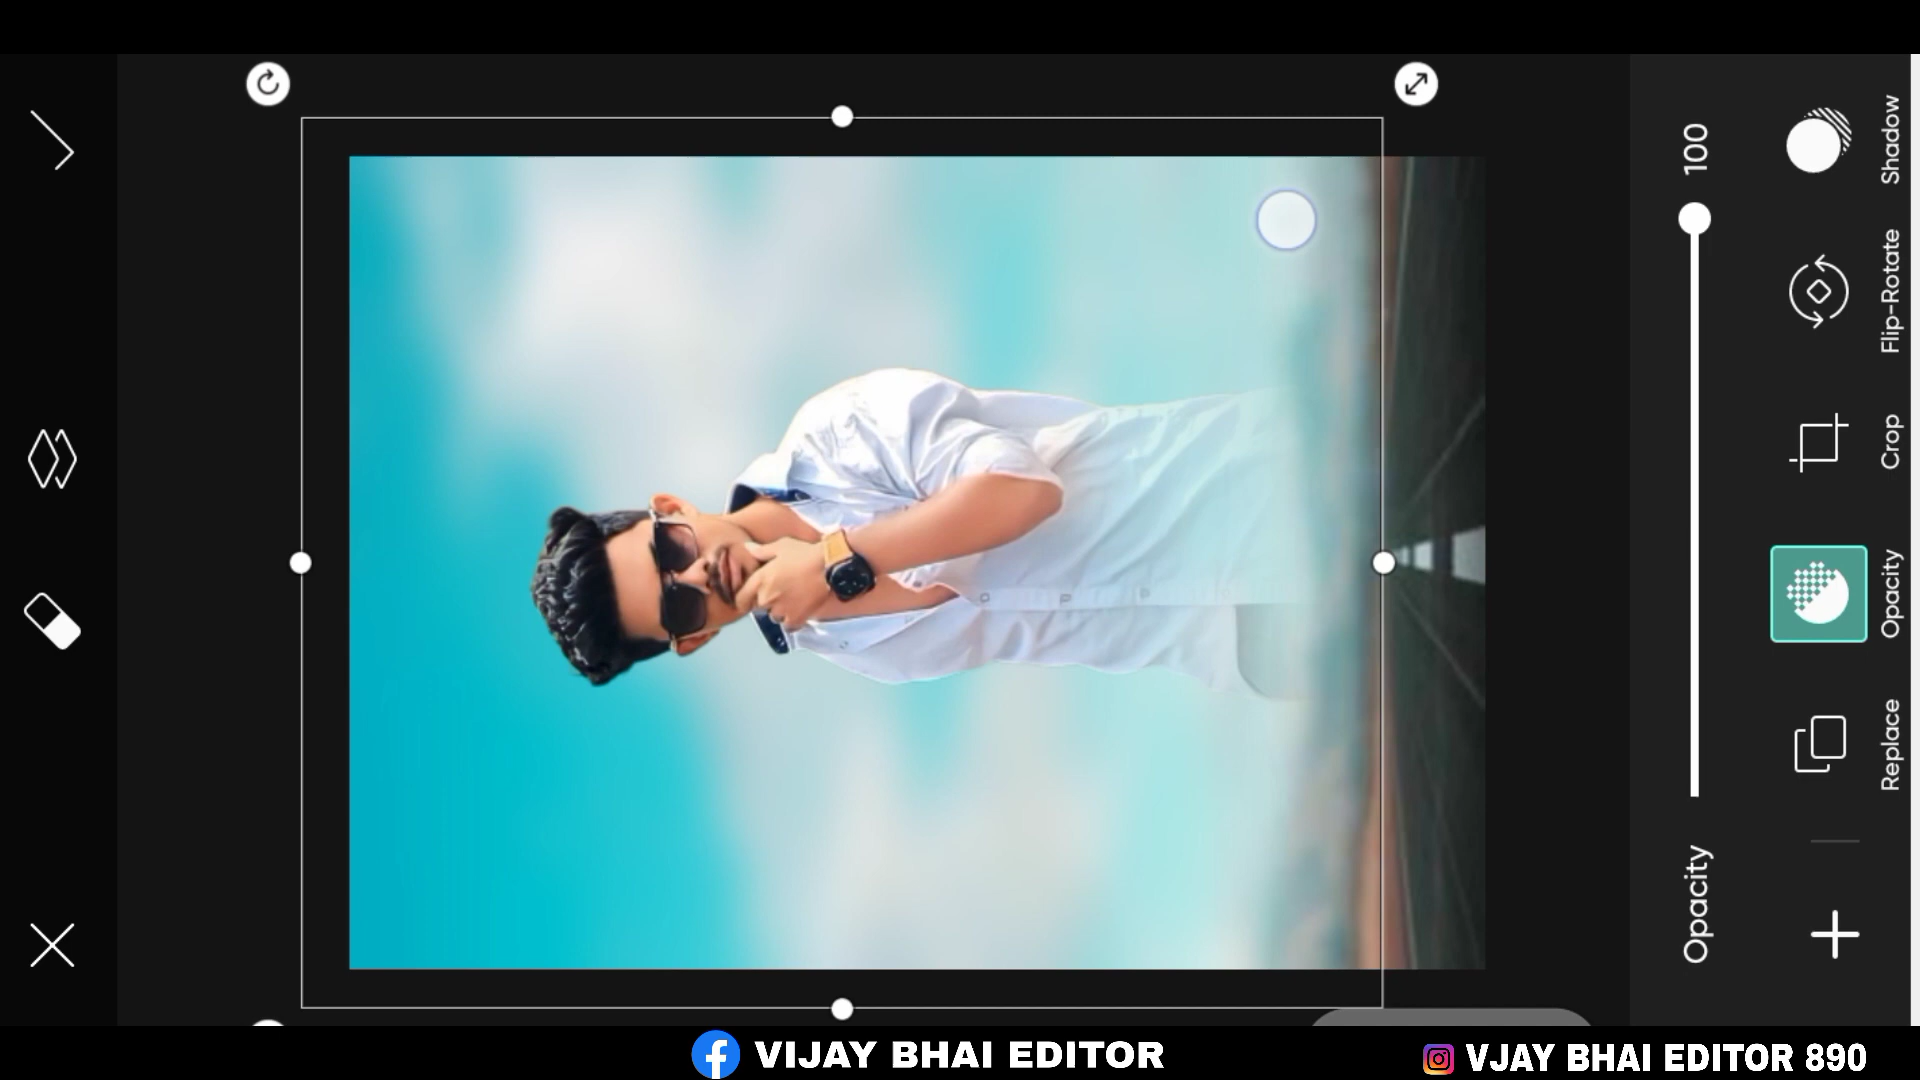 100
Opacity
Shadow
Flip-Rotate
Crop
Opacity
Replace
VIJAY BHAI EDITOR
VJAY BHAI EDITOR 890